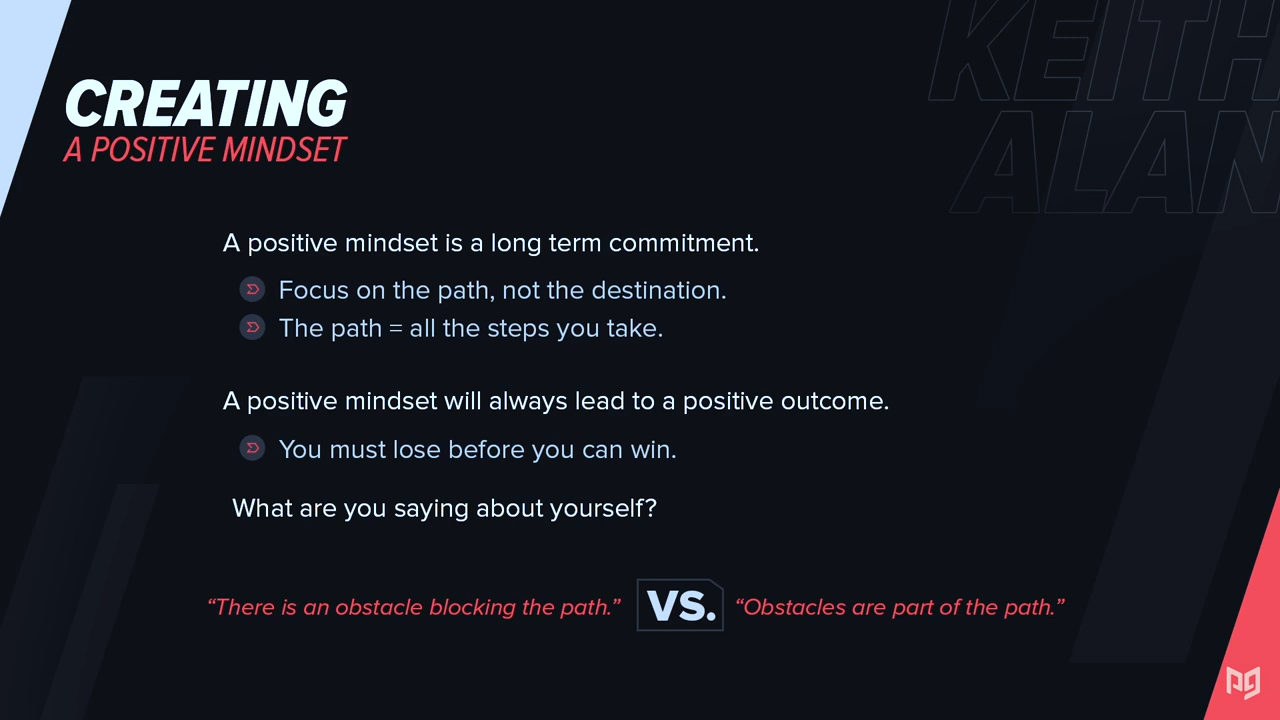 KEITH
ALAN
CREATING
A POSITIVE MINDSET
A positive mindset is a long term commitment.
Focus on the path, not the destination.
The path = all the steps you take.
A positive mindset will always lead to a positive outcome.
You must lose before you can win.
What are you saying about yourself?
“There is an obstacle blocking the path.” VS. “Obstacles are part of the path.”
PG